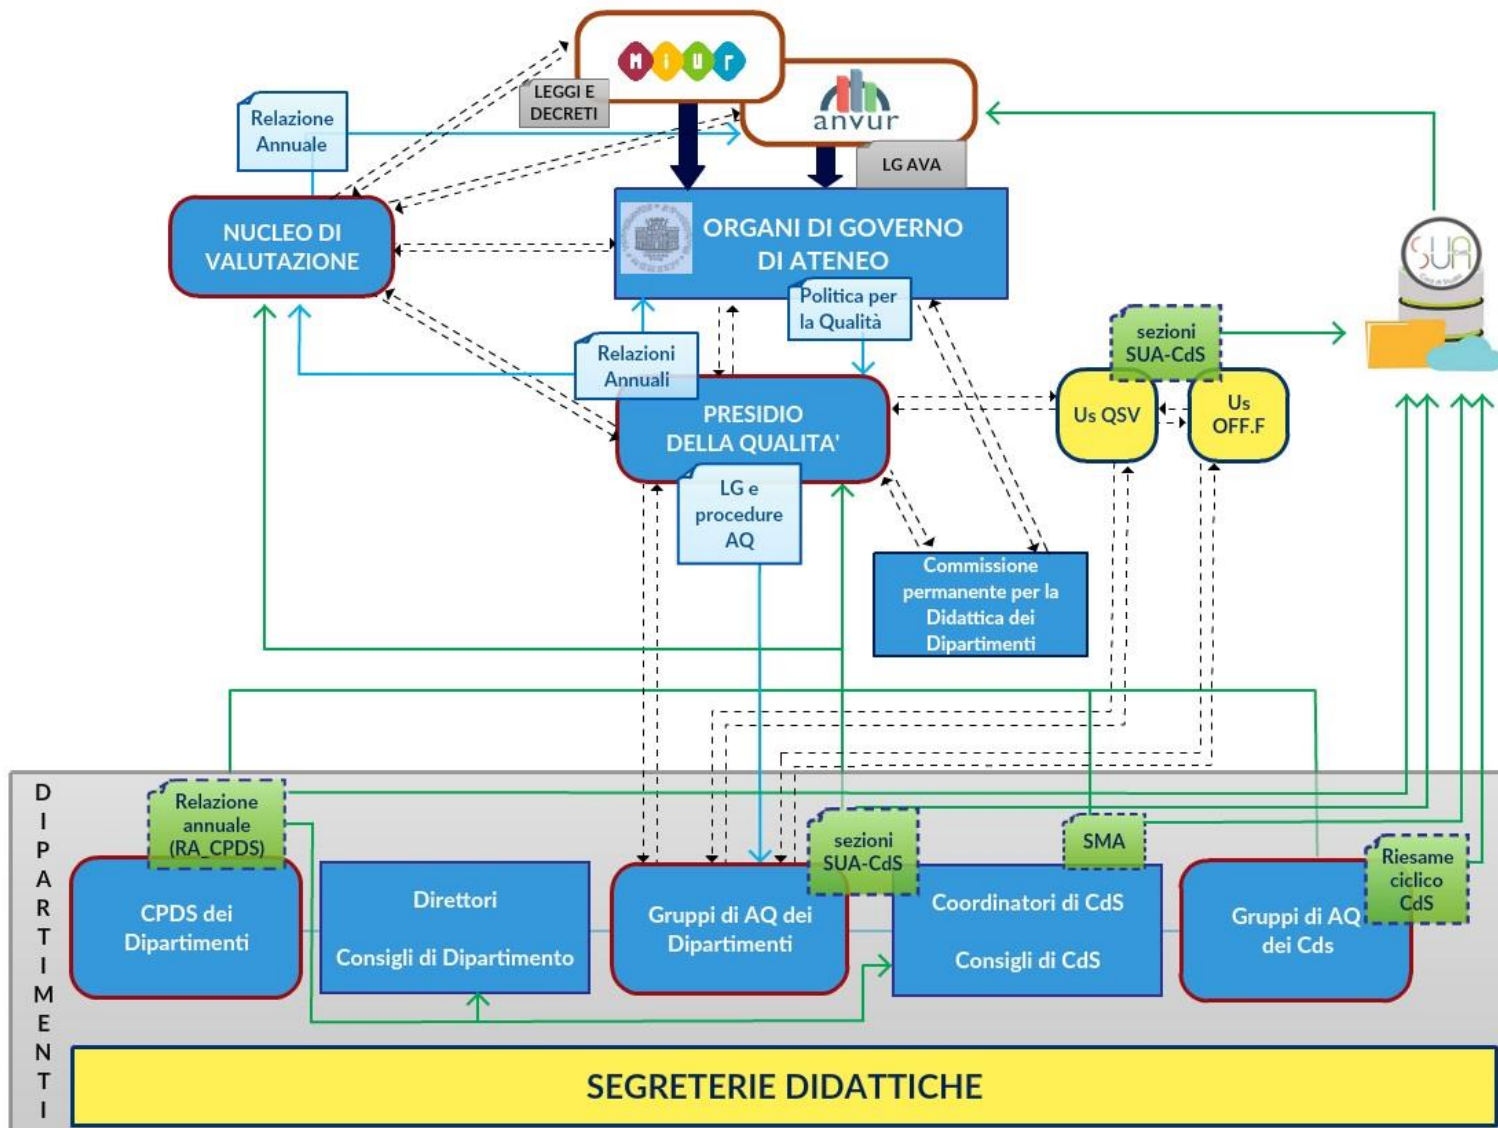 MIUr
LEGGI E
DECRETI
anvur
LG AVA
Relazione
Annuale
NUCLEO DI
VALUTAZIONE
ORGANI DI GOVERNO
DI ATENEO
Politica per
la Qualità
Relazioni
Annuali
PRESIDIO
DELLA QUALITA'
LG e
procedure
AQ
sezioni
SUA-CdS
Us QSV
Us
OFF.F
SUA
Commissione
permanente per la
Didattica dei
Dipartimenti
DIPARTIMENTI
Relazione
annuale
(RA_CPDS)
CPDS dei
Dipartimenti
Direttori
Consigli di Dipartimento
Gruppi di AQ dei
Dipartimenti
sezioni
SUA-CdS
SMA
Coordinatori di CdS
Consigli di CdS
Riesame
ciclico
CdS
Gruppi di AQ
dei Cds
SEGRETERIE DIDATTICHE